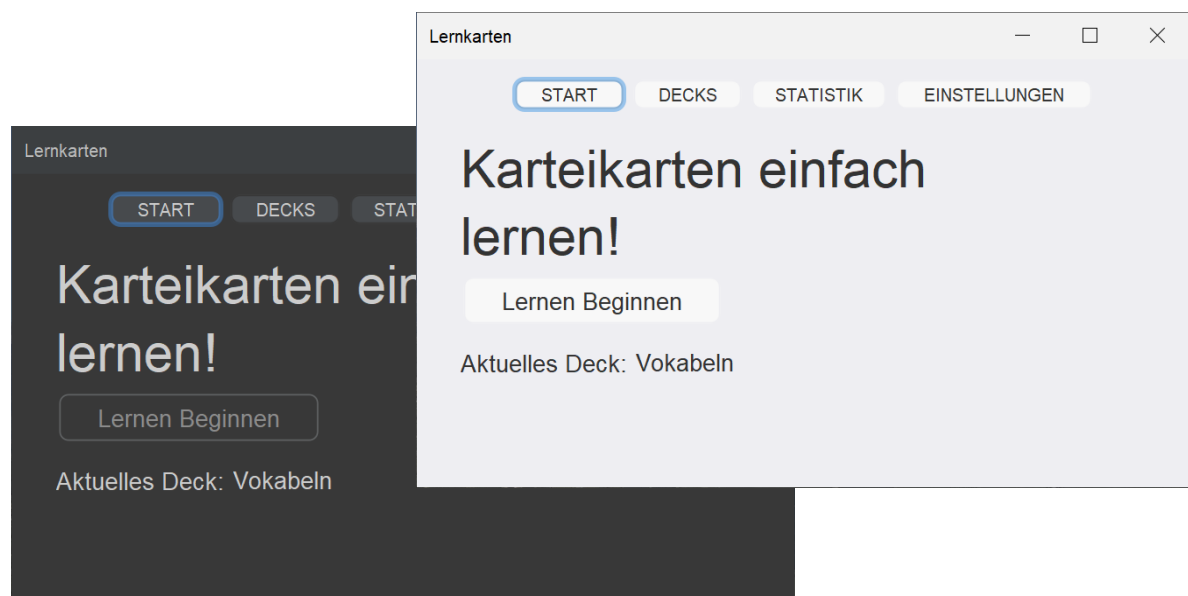 Lernkarten
START DECKS STATISTIK EINSTELLUNGEN
Karteikarten einfach
lernen!
Lernen Beginnen
Aktuelles Deck: Vokabeln
Lernkarten
START DECKS STAT
Karteikarten ein
lernen!
Lernen Beginnen
Aktuelles Deck: Vokabeln